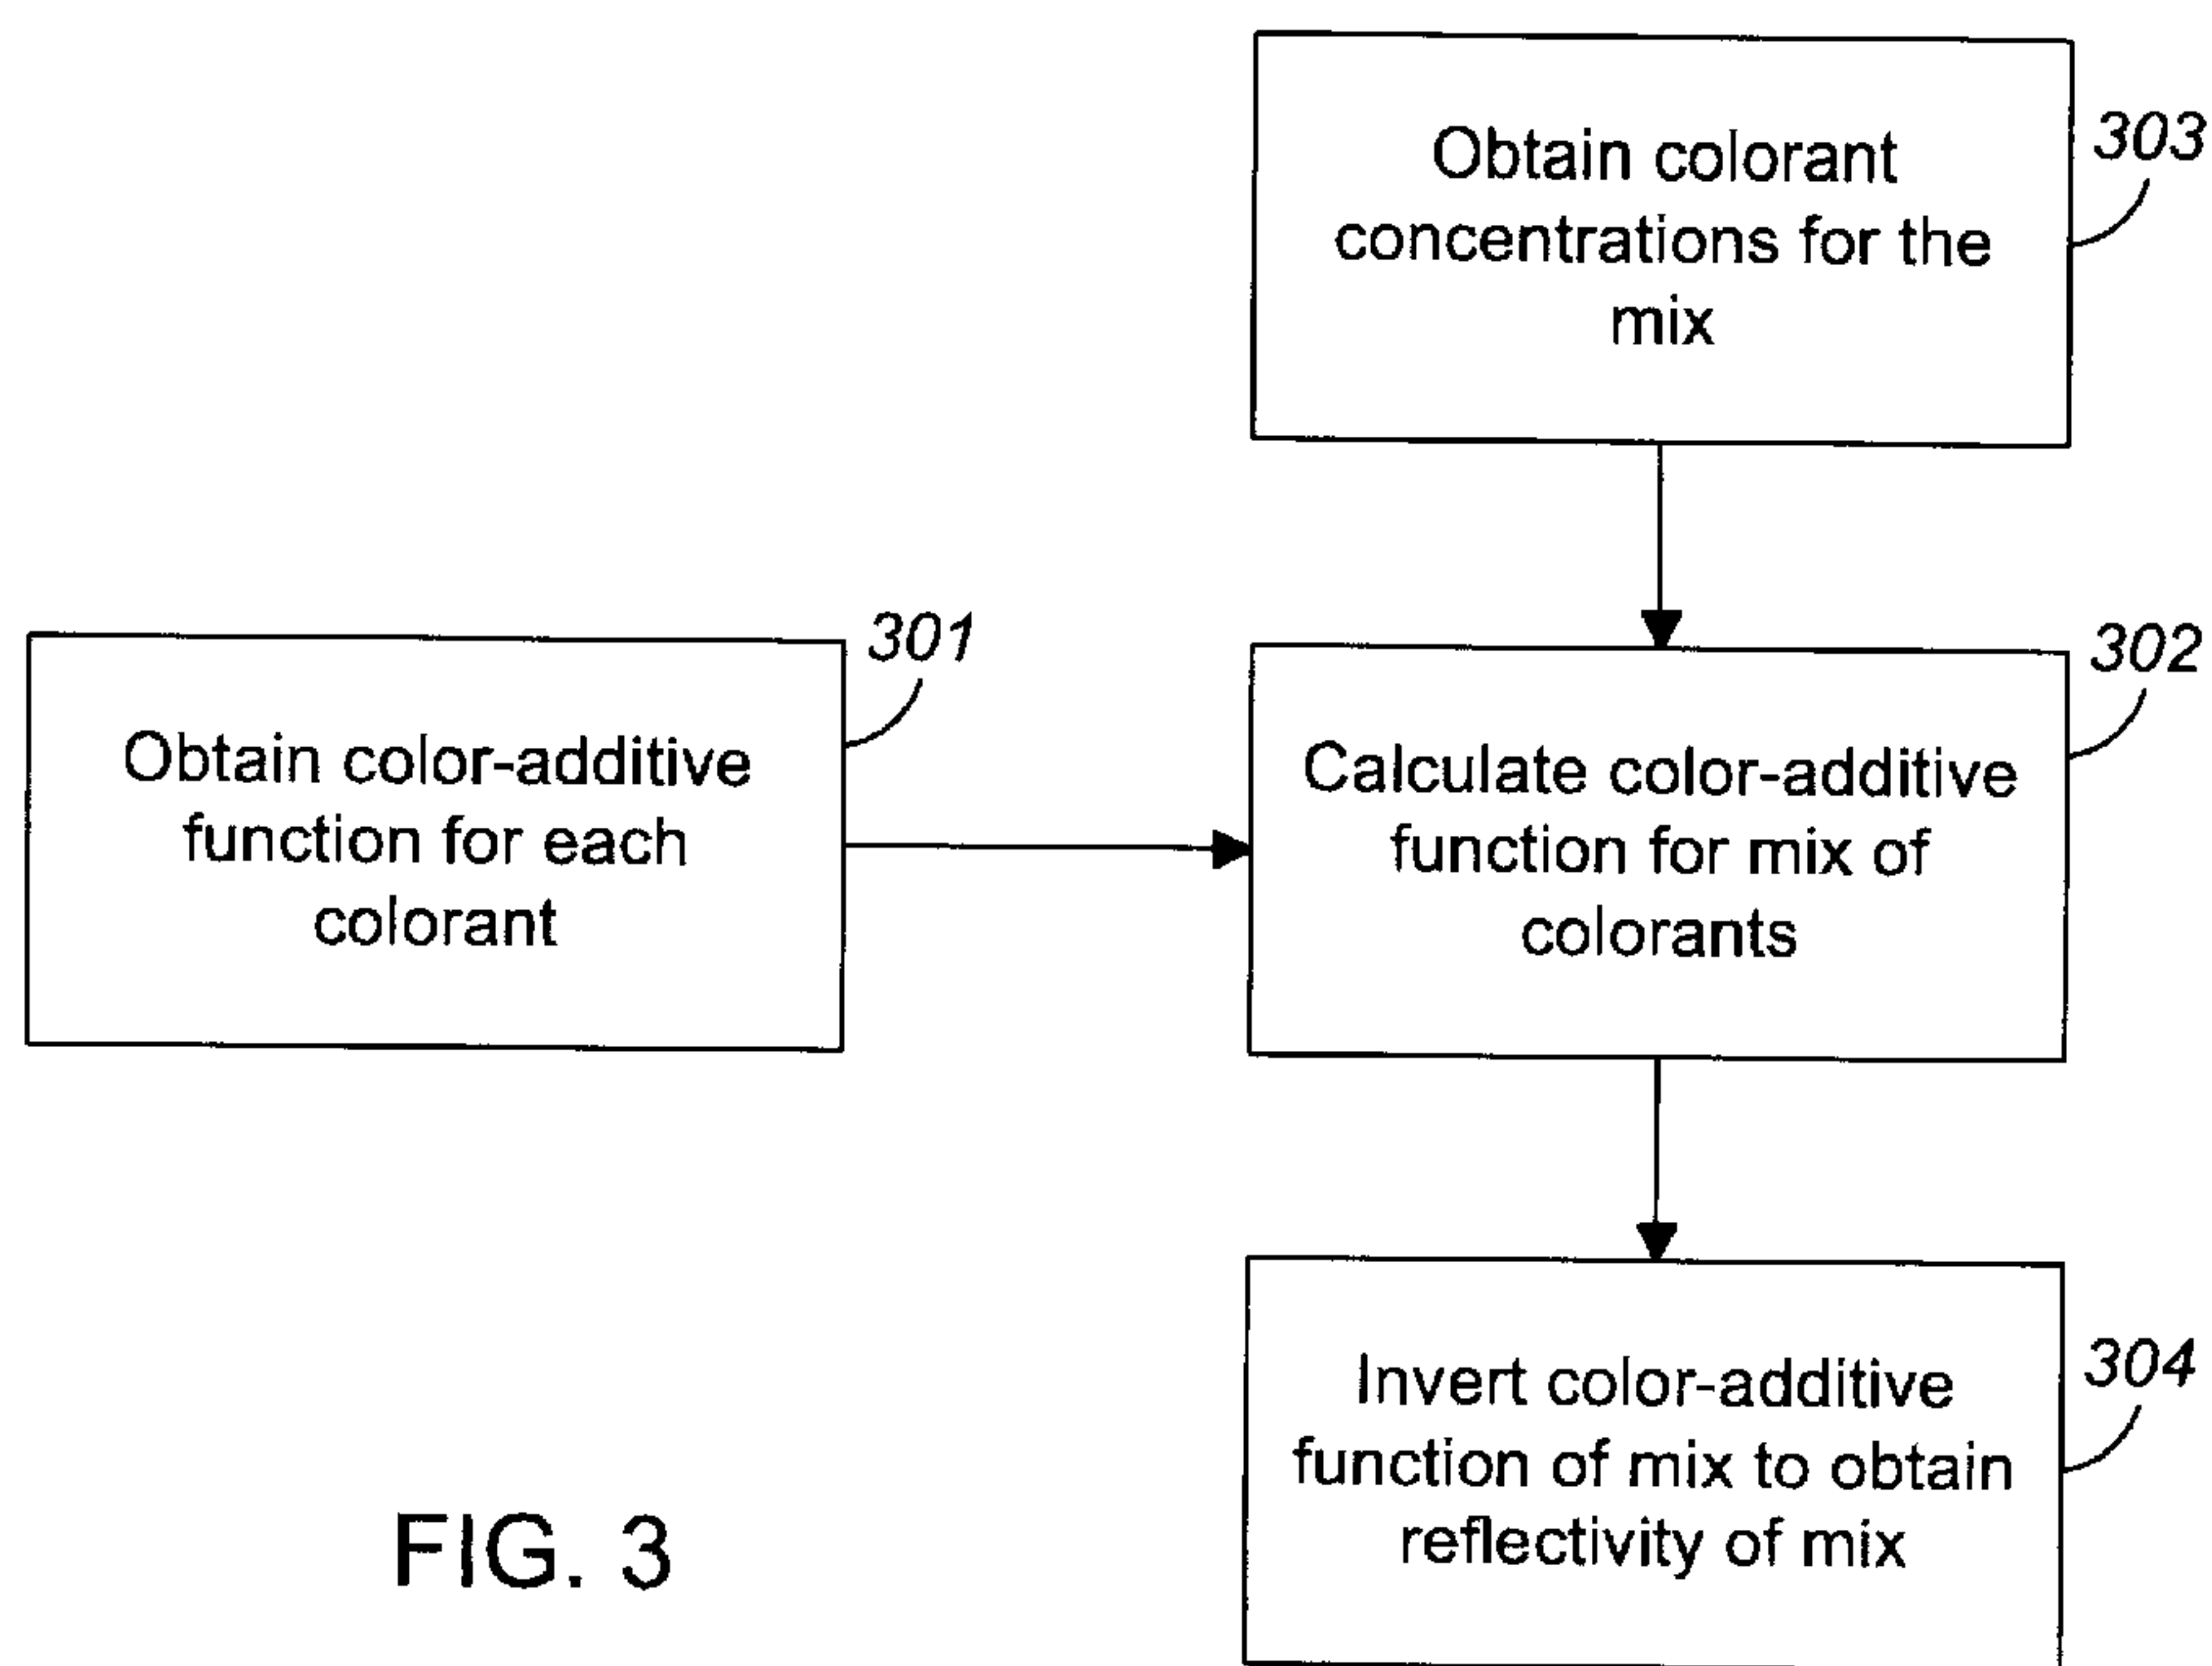 Obtain colorant
concentrations for the
mix
303
Obtain color-additive
function for each
colorant
301
Calculate color-additive
function for mix of
colorants
302
Invert color-additive
function of mix to obtain
reflectivity of mix
304
FIG. 3